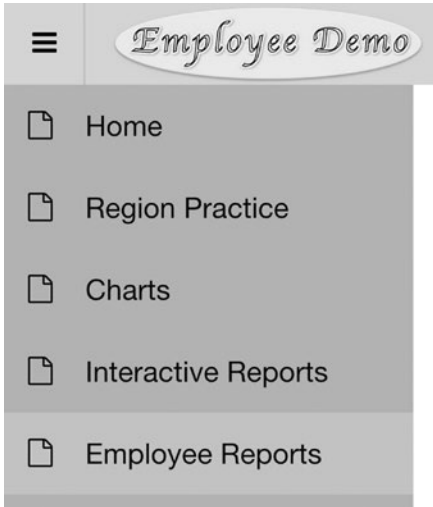 Employee Demo
Home
Region Practice
Charts
Interactive Reports
Employee Reports